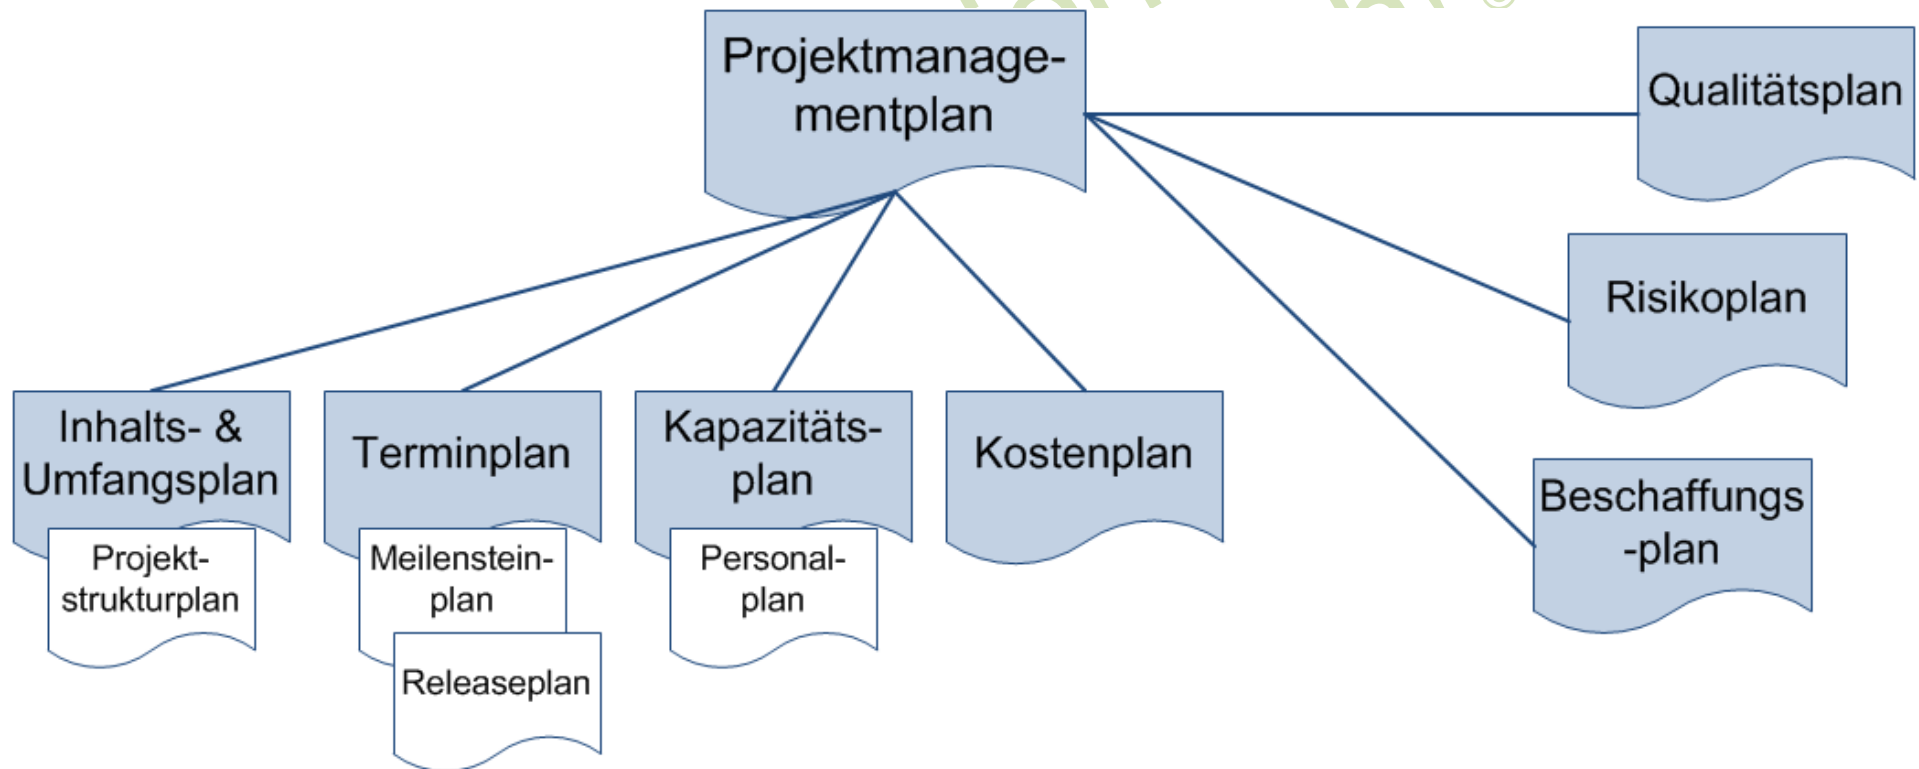 Projektmanage-
mentplan
Qualitätsplan
Risikoplan
Inhalts- &
Umfangsplan
Terminplan
Kapazitäts-
plan
Kostenplan
Beschaffungs
-plan
Projekt-
strukturplan
Meilenstein-
plan
Personal-
plan
Releaseplan